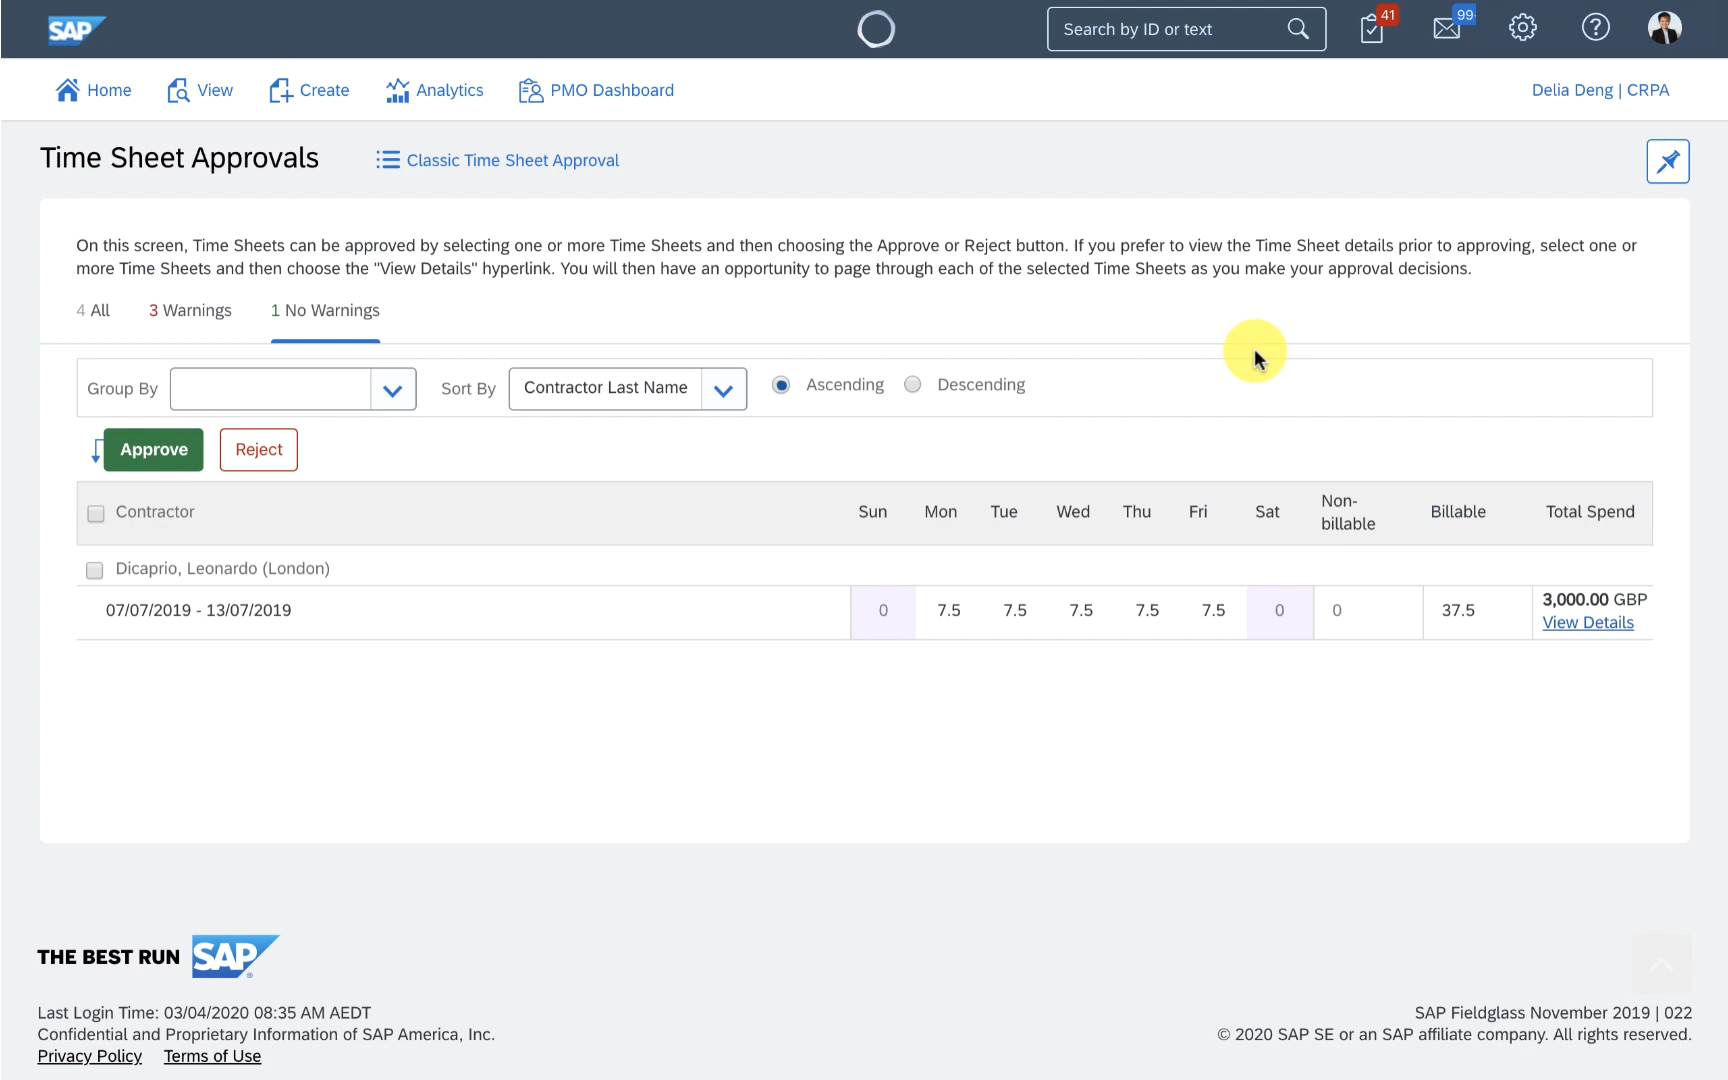 SAP
Search by ID or text
41
99
Home
View
Create
Analytics
PMO Dashboard
Delia Deng | CRPA
Time Sheet Approvals
Classic Time Sheet Approval
On this screen, Time Sheets can be approved by selecting one or more Time Sheets and then choosing the Approve or Reject button. If you prefer to view the Time Sheet details prior to approving, select one or
more Time Sheets and then choose the "View Details" hyperlink. You will then have an opportunity to page through each of the selected Time Sheets as you make your approval decisions.
4 All
3 Warnings
1 No Warnings
Group By
Sort By
Contractor Last Name
Ascending
Descending
Approve
Reject
Contractor
Sun
Mon
Tue
Wed
Thu
Fri
Sat
Non-
billable
Billable
Total Spend
Dicaprio, Leonardo (London)
07/07/2019 - 13/07/2019
0
7.5
7.5
7.5
7.5
7.5
0
0
37.5
3,000.00 GBP
View Details
THE BEST RUN SAP®
Last Login Time: 03/04/2020 08:35 AM AEDT
Confidential and Proprietary Information of SAP America, Inc.
Privacy Policy
Terms of Use
SAP Fieldglass November 2019 | 022
© 2020 SAP SE or an SAP affiliate company. All rights reserved.